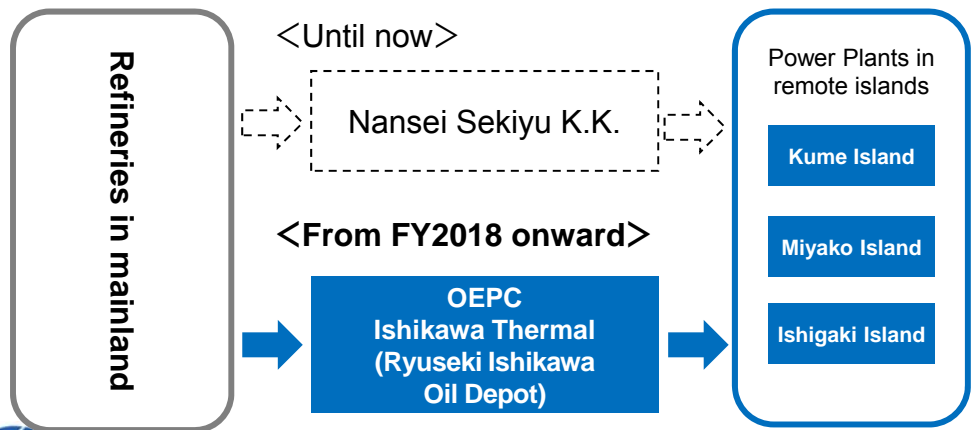 Refineries in mainland
＜Until now＞
Nansei Sekiyu K.K.
＜From FY2018 onward＞
OEPC
Ishikawa Thermal
(Ryuseki Ishikawa
Oil Depot)
Power Plants in
remote islands
Kume Island
Miyako Island
Ishigaki Island